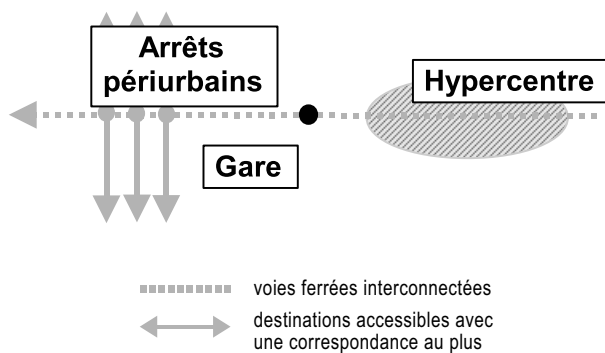 Arrêts
périurbains
Hypercentre
Gare
voies ferrées interconnectées
destinations accessibles avec
une correspondance au plus